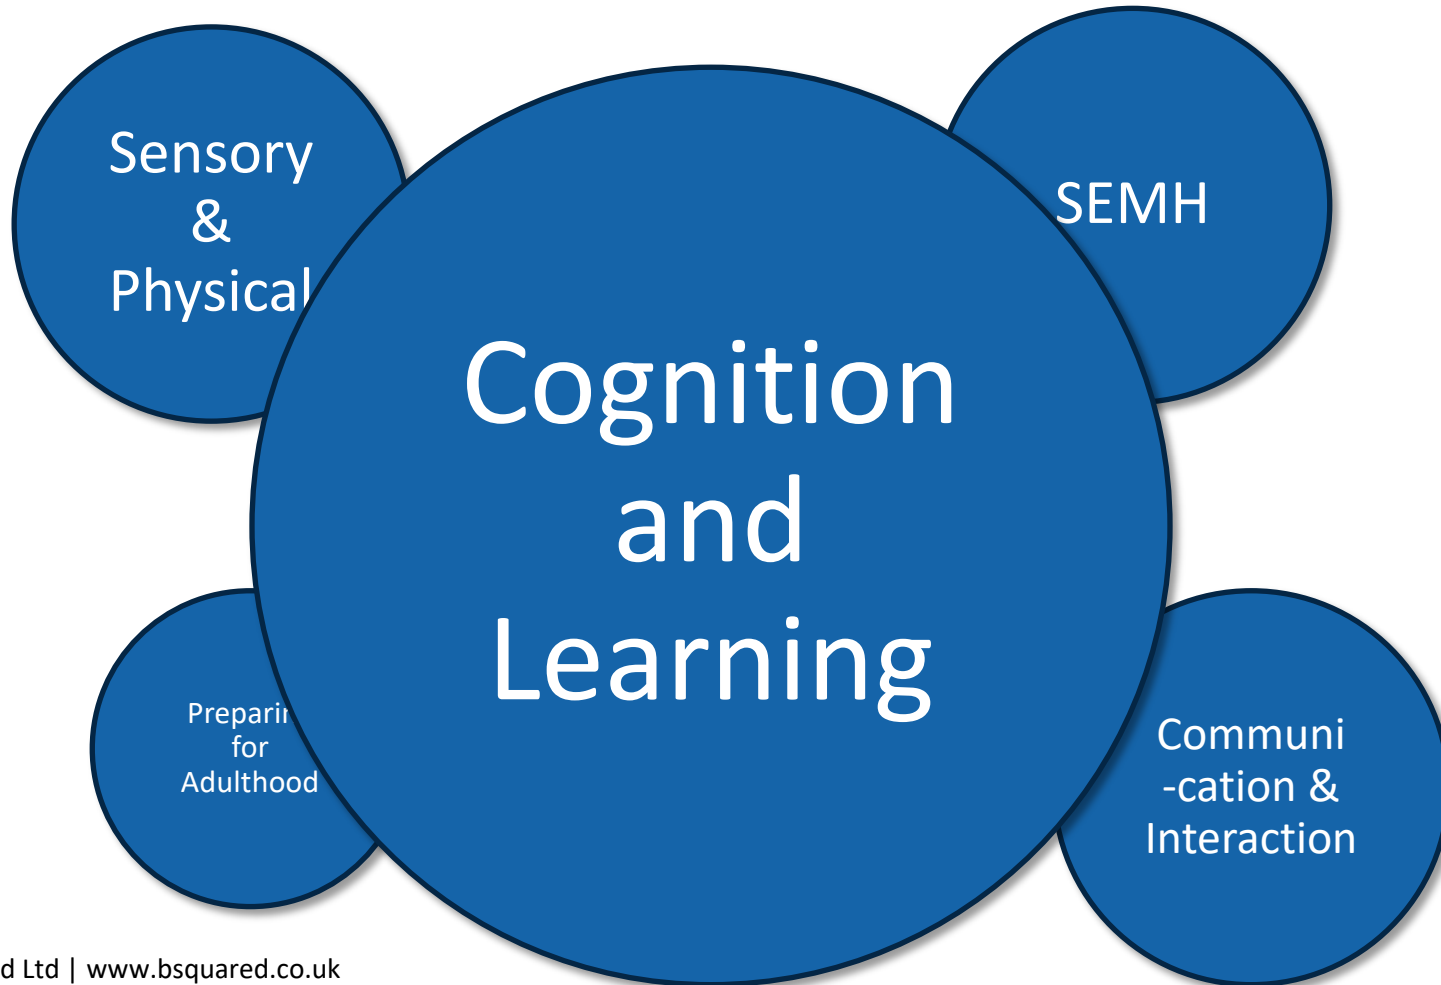 Sensory
&
Physical
SEMH
Cognition
and
Learning
for
Adulthood
Communi
-cation &
Interaction
d Ltd | www.bsquared.co.uk